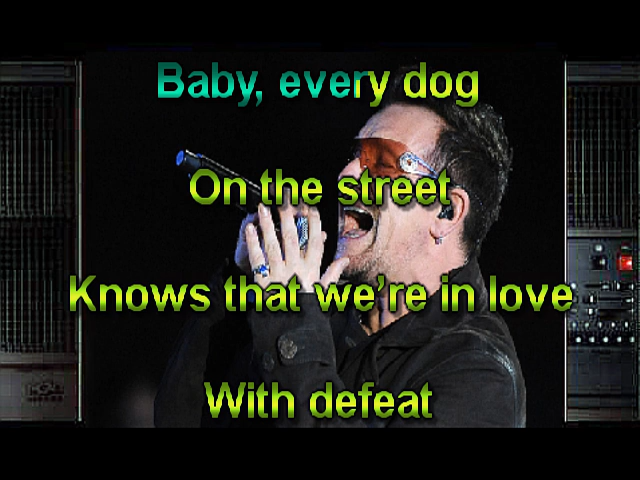 Baby, every dog
On the street
Knows that we're in love
With defeat